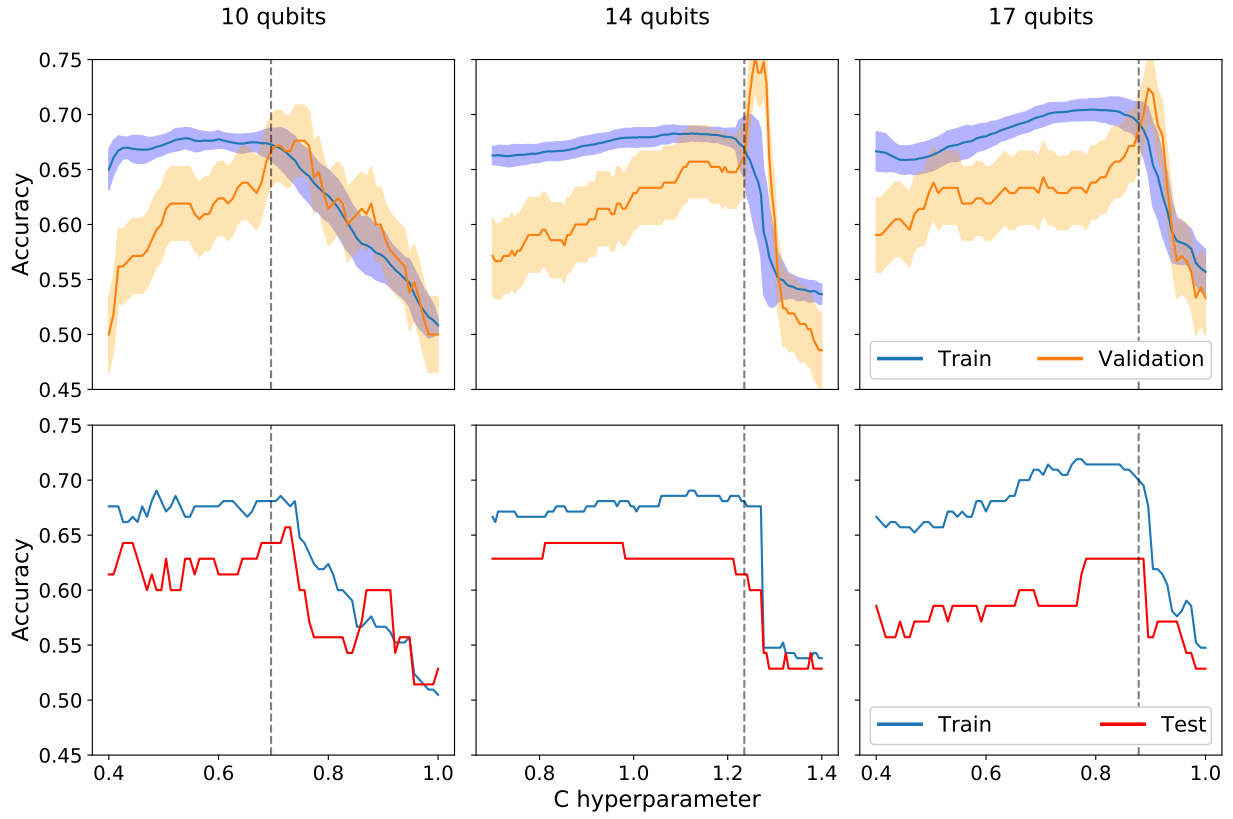 10 qubits 14 qubits 17 qubits
0.75
0.70
0.65
0.60
0.55
0.50
0.45
Accuracy
Train Validation
0.75
0.70
0.65
0.60
0.55
0.50
0.45
Accuracy
Train Test
0.4 0.6 0.8 1.0 0.8 1.0 1.2 1.4 0.4 0.6 0.8 1.0
C hyperparameter